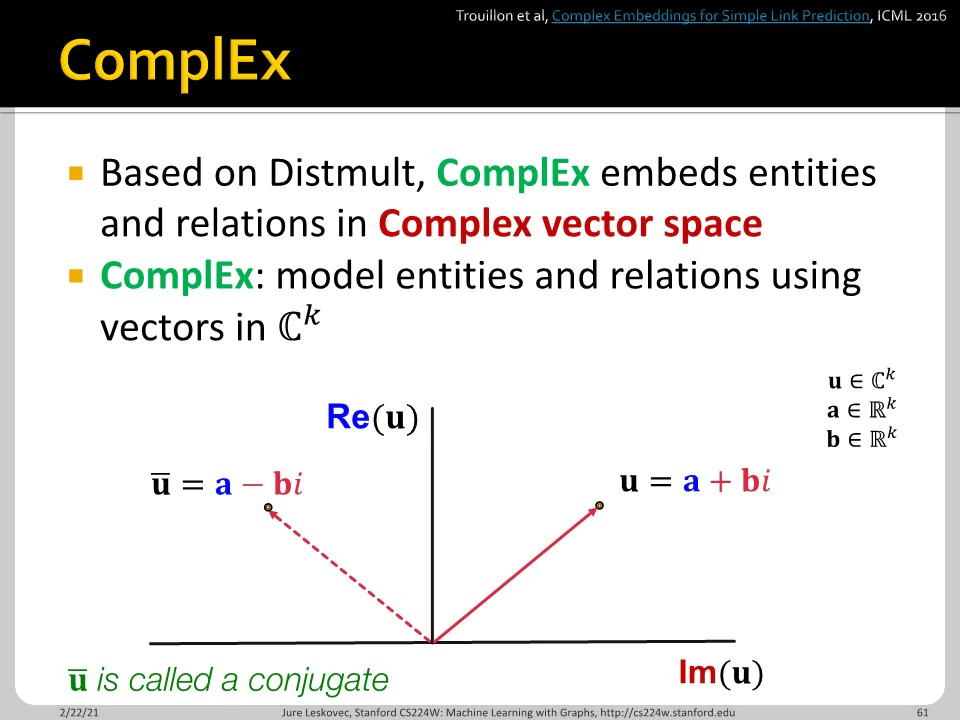 Trouillon et al, Complex Embeddings for Simple Link Prediction, ICML 2016
ComplEx
Based on Distmult, ComplEx embeds entities
and relations in Complex vector space
ComplEx: model entities and relations using
vectors in ℂ^k
𝐮 ∈ ℂ^k
𝐚 ∈ ℝ^k
𝐛 ∈ ℝ^k
Re(𝐮)
𝐮̅ = 𝐚 − 𝐛𝑖
𝐮 = 𝐚 + 𝐛𝑖
Im(𝐮)
𝐮̅ is called a conjugate
2/22/21
Jure Leskovec, Stanford CS224W: Machine Learning with Graphs, http://cs224w.stanford.edu
61